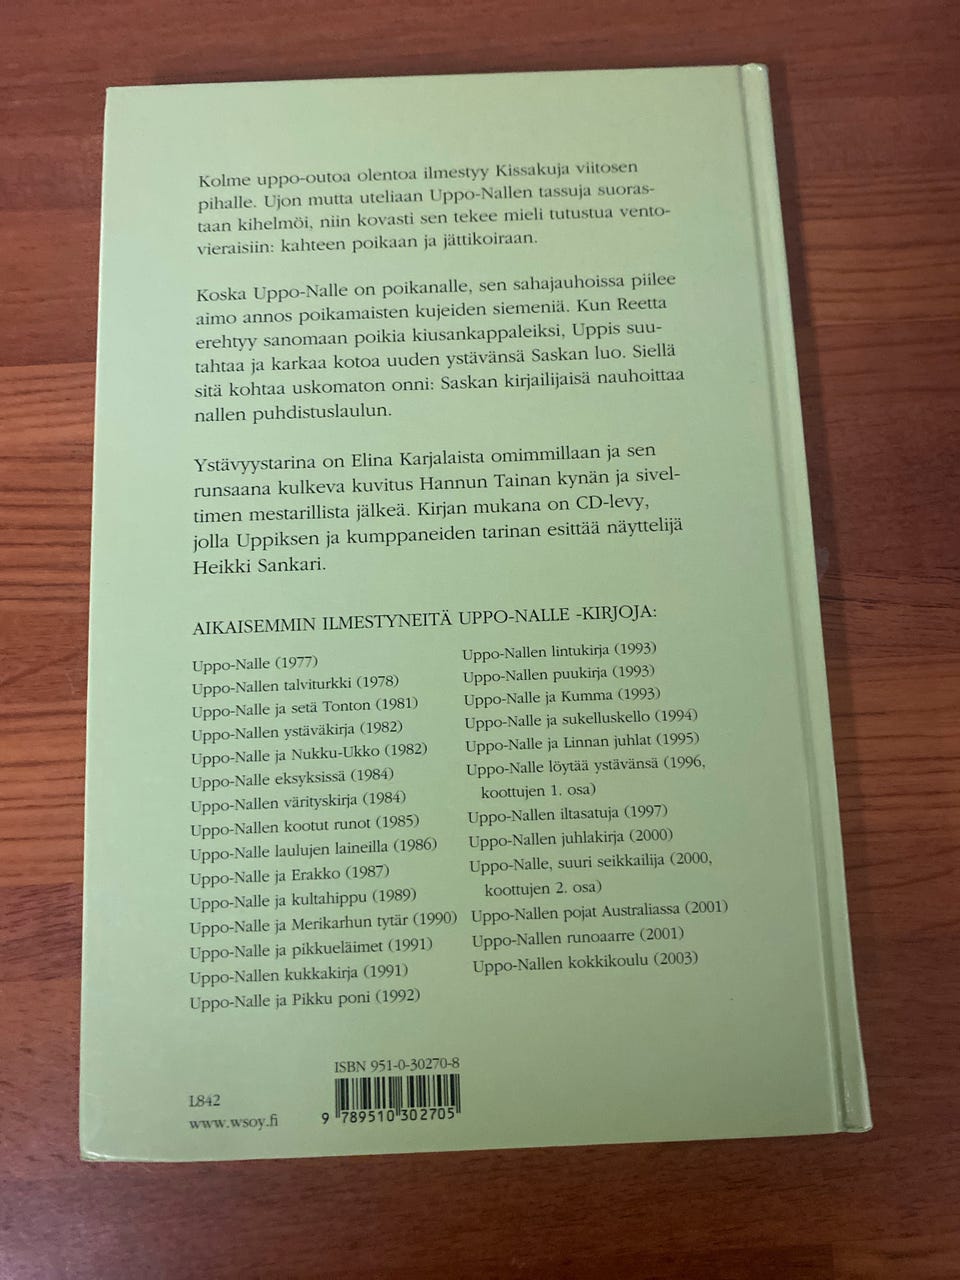 Kolme uppo-outoa olentoa ilmestyy Kissakuja viitosen
pihalle. Ujon mutta uteliaan Uppo-Nallen tassuja suoras-
taan kihelmöi, niin kovasti sen tekee mieli tutustua vento-
vieraisiin: kahteen poikaan ja jättikoiraan.
Koska Uppo-Nalle on poikanalle, sen sahajauhoissa piilee
aimo annos poikamaisten kujeiden siemeniä. Kun Reetta
erehtyy sanomaan poikia kiusankappaleiksi, Uppis suu-
tahtaa ja karkaa kotoa uuden ystävänsä Saskan luo. Siellä
sitä kohtaa uskomaton onni: Saskan kirjailijaisä nauhoittaa
nallen puhdistuslaulun.
Ystävyystarina on Elina Karjalaista omimmillaan ja sen
runsaana kulkeva kuvitus Hannun Tainan kynän ja sivel-
timen mestarillista jälkeä. Kirjan mukana on CD-levy,
jolla Uppiksen ja kumppaneiden tarinan esittää näyttelijä
Heikki Sankari.
AIKAISEMMIN ILMESTYNEITÄ UPPO-NALLE -KIRJOJA:
Uppo-Nalle (1977)
Uppo-Nallen talviturkki (1978)
Uppo-Nalle ja setä Tonton (1981)
Uppo-Nallen ystäväkirja (1982)
Uppo-Nalle ja Nukku-Ukko (1982)
Uppo-Nalle eksyksissä (1984)
Uppo-Nallen värityskirja (1984)
Uppo-Nallen kootut runot (1985)
Uppo-Nalle laulujen laineilla (1986)
Uppo-Nalle ja Erakko (1987)
Uppo-Nalle ja kultahippu (1989)
Uppo-Nalle ja Merikarhun tytär (1990)
Uppo-Nalle ja pikkueläimet (1991)
Uppo-Nallen kukkakirja (1991)
Uppo-Nalle ja Pikku poni (1992)
Uppo-Nallen lintukirja (1993)
Uppo-Nallen puukirja (1993)
Uppo-Nalle ja Kumma (1993)
Uppo-Nalle ja sukelluskello (1994)
Uppo-Nalle ja Linnan juhlat (1995)
Uppo-Nalle löytää ystävänsä (1996,
koottujen 1. osa)
Uppo-Nallen iltasatuja (1997)
Uppo-Nallen juhlakirja (2000)
Uppo-Nalle, suuri seikkailija (2000,
koottujen 2. osa)
Uppo-Nallen pojat Australiassa (2001)
Uppo-Nallen runoaarre (2001)
Uppo-Nallen kokkikoulu (2003)
L842
www.wsoy.fi
ISBN 951-0-30270-8
9 789510 302705